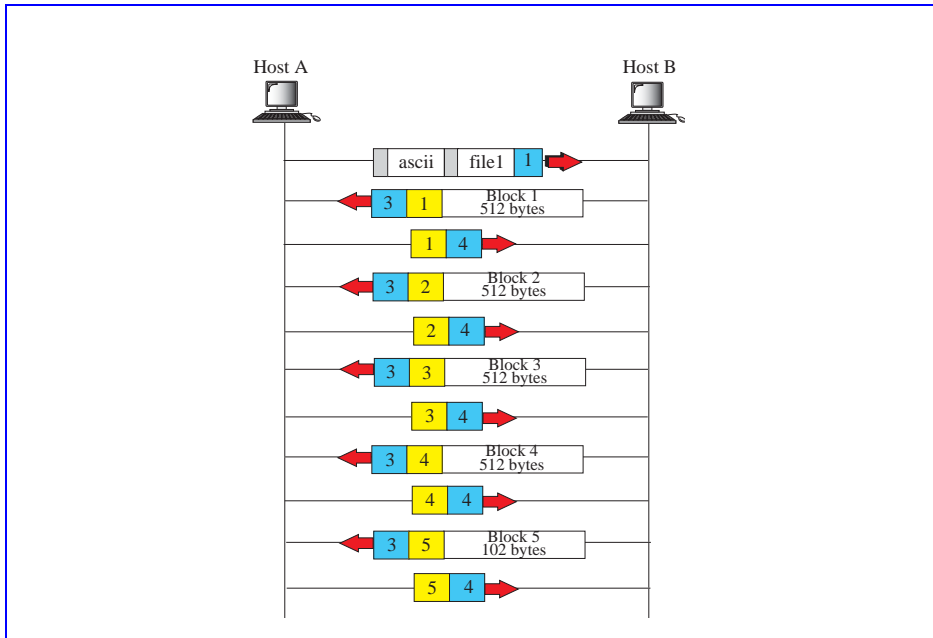 Host A Host B
ascii file1 1
3 1 Block 1
512 bytes
1 4
3 2 Block 2
512 bytes
2 4
3 3 Block 3
512 bytes
3 4
3 4 Block 4
512 bytes
4 4
3 5 Block 5
102 bytes
5 4